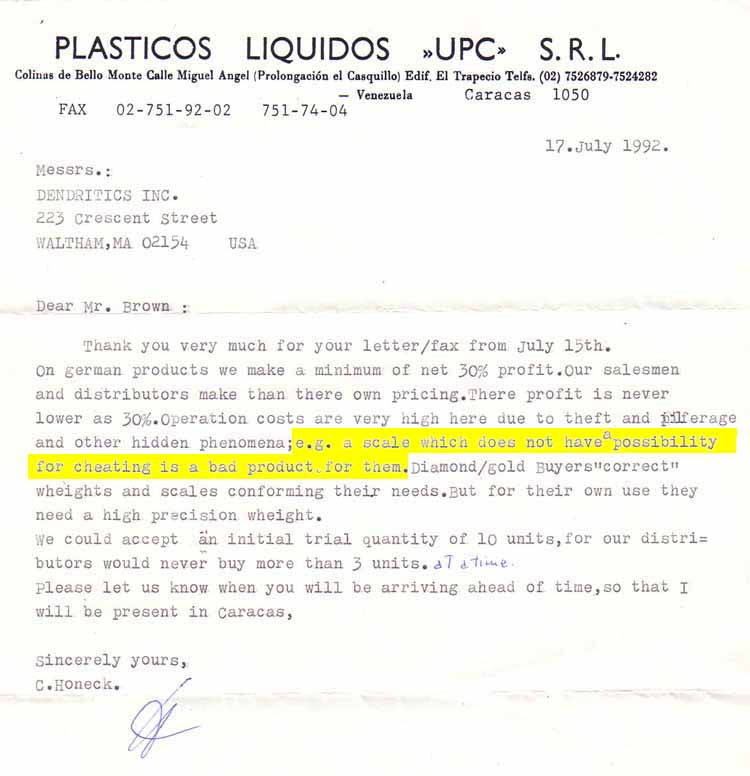 PLASTICOS LIQUIDOS »UPC« S.R.L.
Colinas de Bello Monte Calle Miguel Angel (Prolongación el Casquillo) Edif. El Trapecio Telfs. (02) 7526879-7524282
— Venezuela Caracas 1050
FAX 02-751-92-02 751-74-04
17.July 1992.
Messrs.:
DENDRITICS INC.
223 Crescent Street
WALTHAM,MA 02154 USA
Dear Mr. Brown :
Thank you very much for your letter/fax from July 15th.
On german products we make a minimum of net 30% profit.Our salesmen
and distributors make than there own pricing.There profit is never
lower as 30%.Operation costs are very high here due to theft and pilferage
and other hidden phenomena;e.g. a scale which does not have a possibility
for cheating is a bad product for them.Diamond/gold Buyers"correct"
wheights and scales conforming their needs.But for their own use they
need a high precision wheight.
We could accept an initial trial quantity of 10 units,for our distri=
butors would never buy more than 3 units. at a time.
Please let us know when you will be arriving ahead of time,so that I
will be present in Caracas,
Sincerely yours,
C.Honeck.